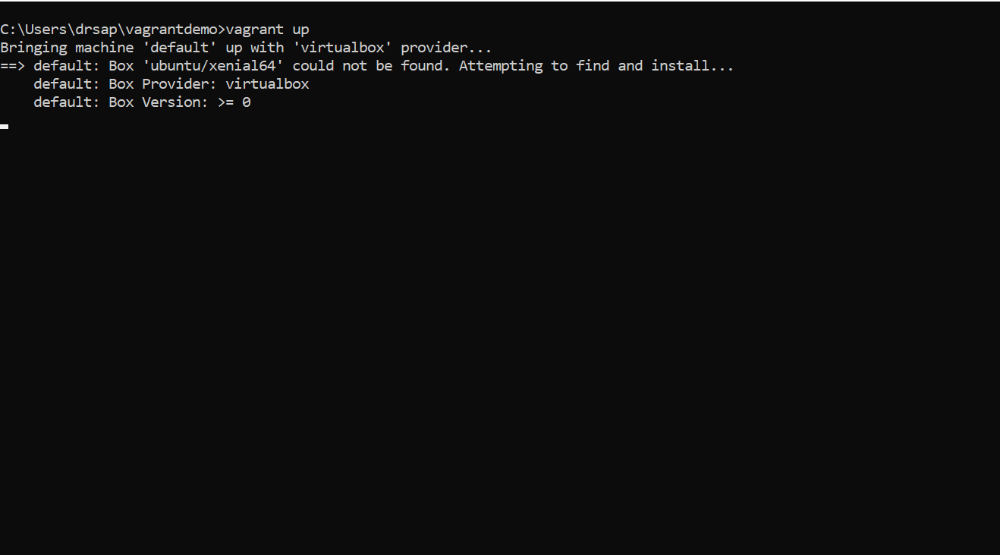 C:\Users\drsap\vagrantdemo>vagrant up
Bringing machine 'default' up with 'virtualbox' provider...
==> default: Box 'ubuntu/xenial64' could not be found. Attempting to find and install...
    default: Box Provider: virtualbox
    default: Box Version: >= 0